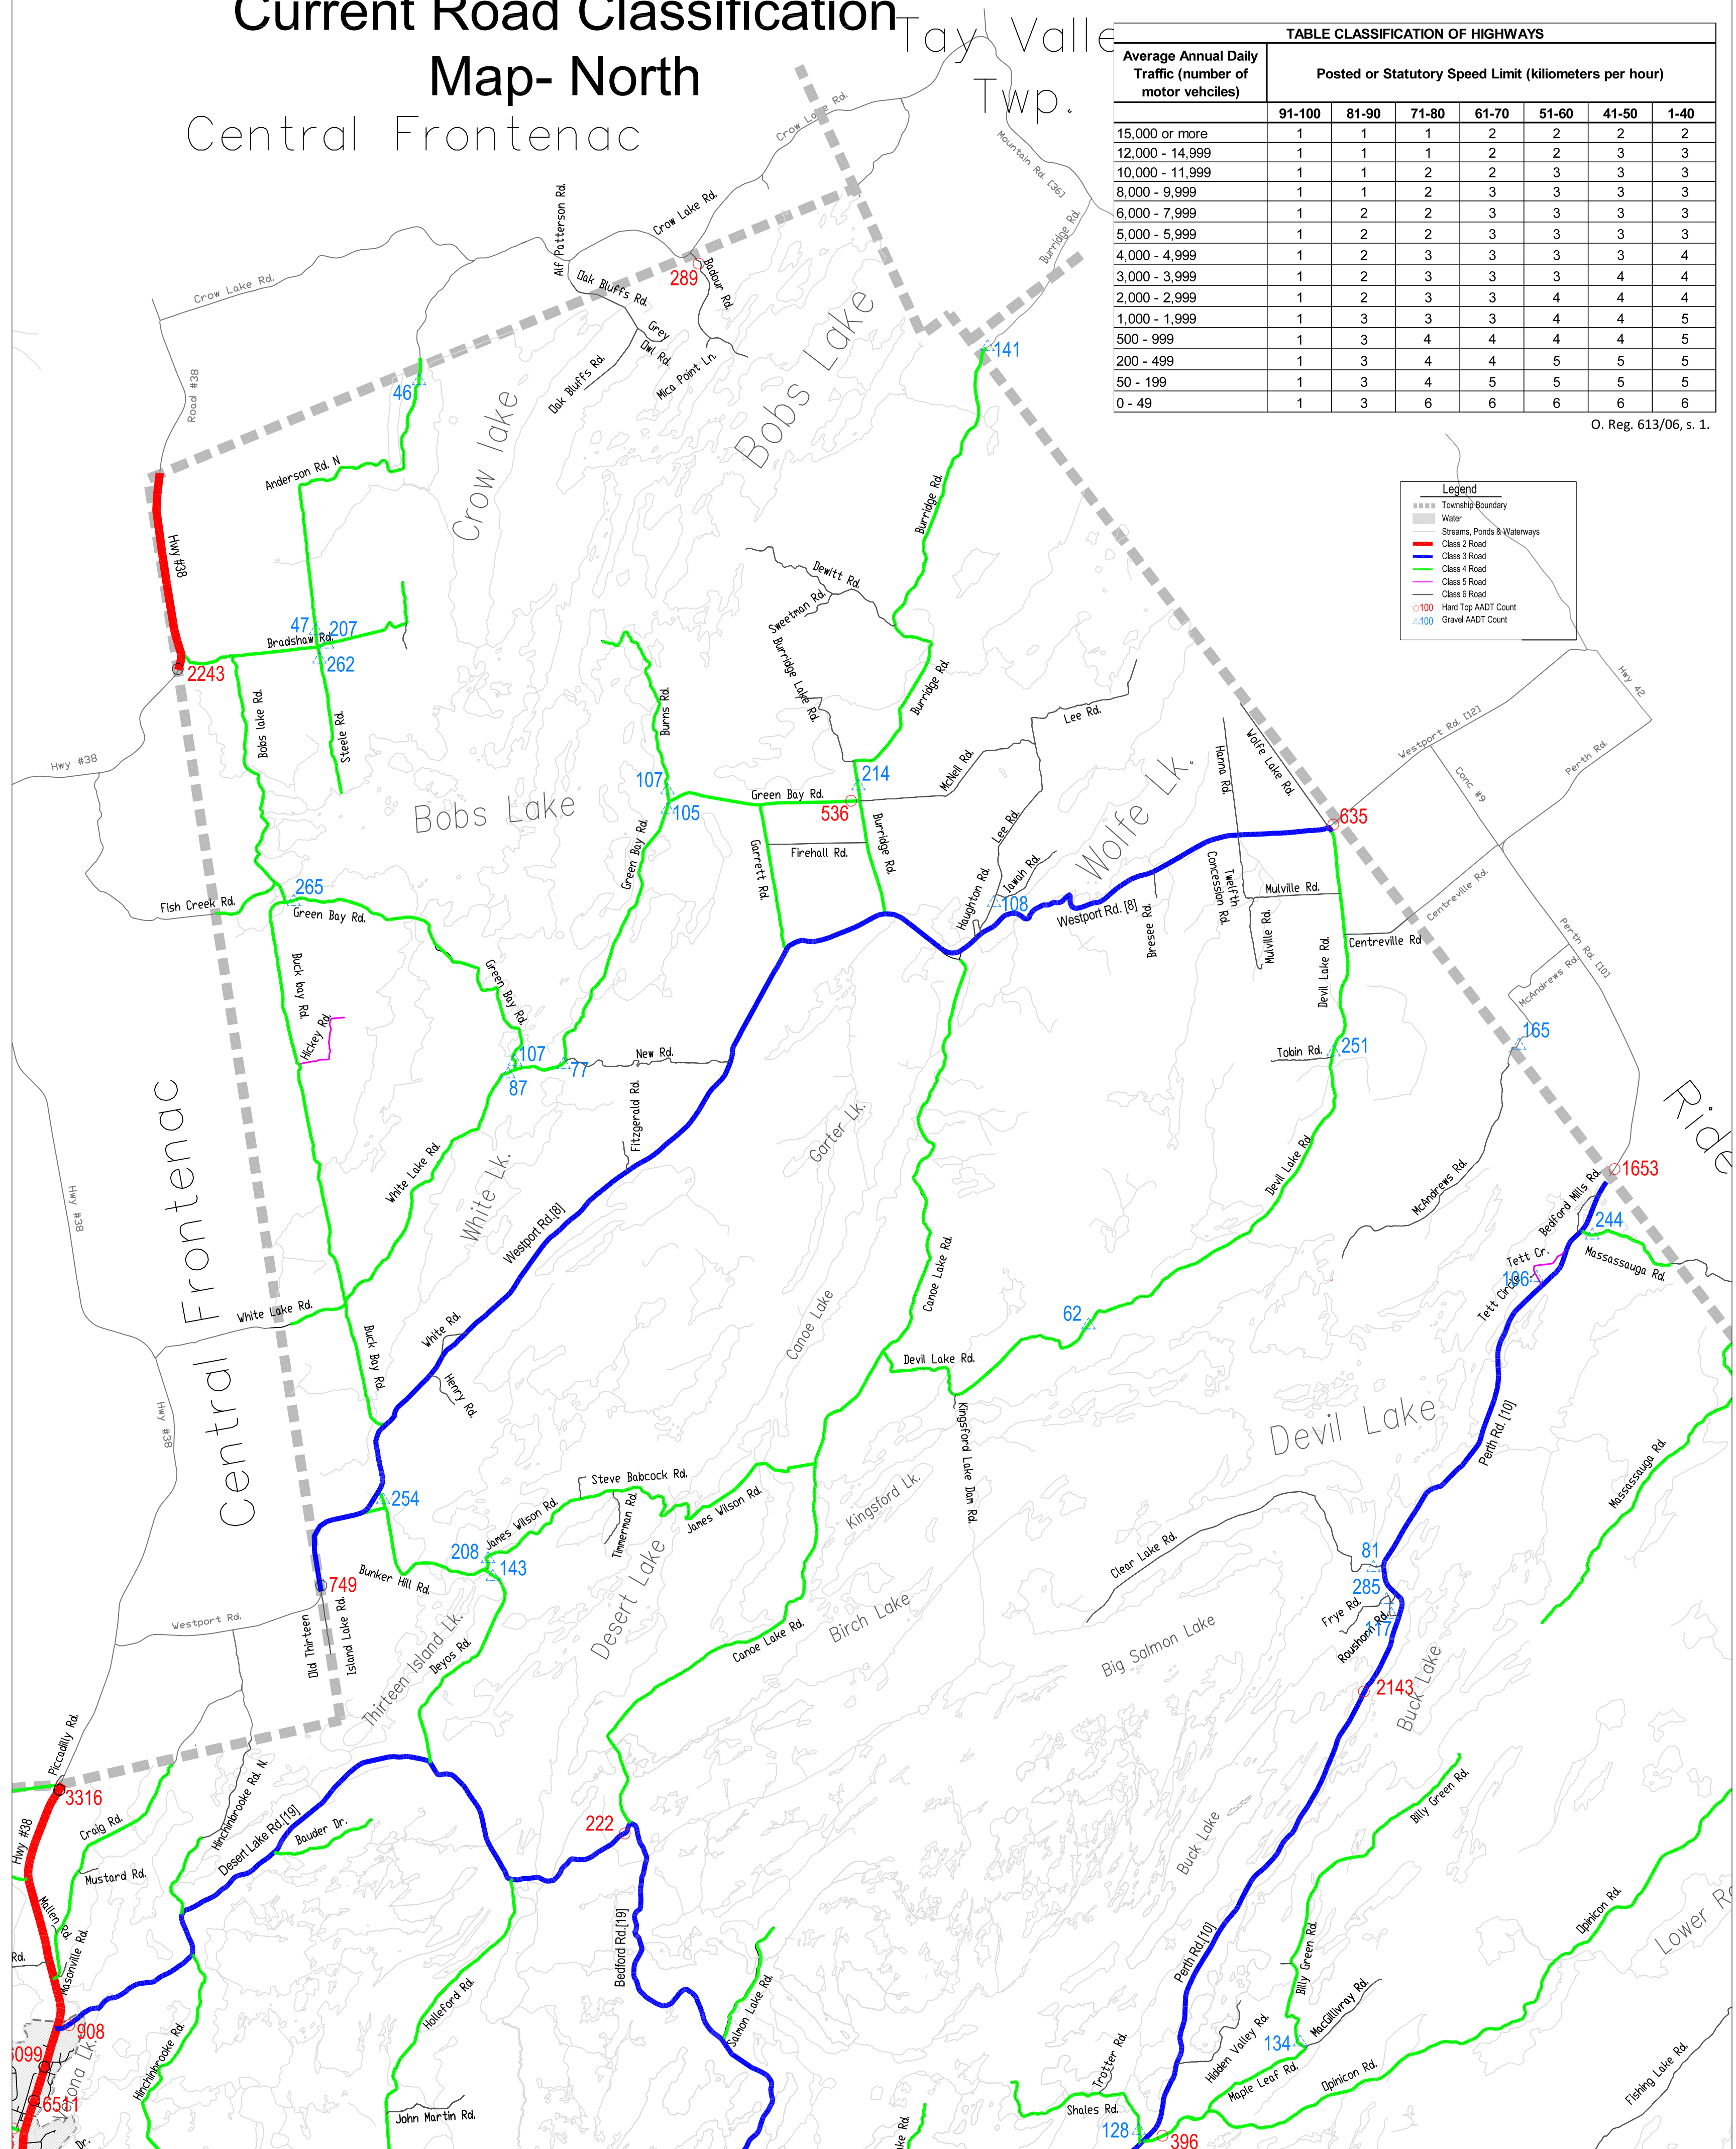 Current Road Classification
Map- North
Central Frontenac
Tay Valle
Twp.
TABLE CLASSIFICATION OF HIGHWAYS
Average Annual Daily Traffic (number of motor vehciles)
Posted or Statutory Speed Limit (kiliometers per hour)
91-100 81-90 71-80 61-70 51-60 41-50 1-40
15,000 or more 1 1 1 2 2 2 2
12,000 - 14,999 1 1 1 2 2 3 3
10,000 - 11,999 1 1 2 2 3 3 3
8,000 - 9,999 1 1 2 3 3 3 3
6,000 - 7,999 1 2 2 3 3 3 3
5,000 - 5,999 1 2 2 3 3 3 3
4,000 - 4,999 1 2 3 3 3 3 4
3,000 - 3,999 1 2 3 3 3 4 4
2,000 - 2,999 1 2 3 3 4 4 4
1,000 - 1,999 1 3 3 3 4 4 5
500 - 999 1 3 4 4 4 4 5
200 - 499 1 3 4 4 5 5 5
50 - 199 1 3 4 5 5 5 5
0 - 49 1 3 6 6 6 6 6
O. Reg. 613/06, s. 1.
Legend
Township Boundary
Water
Streams, Ponds & Waterways
Class 2 Road
Class 3 Road
Class 4 Road
Class 5 Road
Class 6 Road
100 Hard Top AADT Count
100 Gravel AADT Count
Crow Lake Rd.
Mountain Rd. [36]
Burridge Rd.
Alf Patterson Rd.
Crow Lake Rd.
289
Badour Rd.
Oak Bluffs Rd.
Grey
Owl Rd.
Oak Bluffs Rd.
Mica Point Ln.
Crow Lake Rd.
Road #38
46
141
Crow lake
Bobs Lake
Anderson Rd. N
Hwy #38
Burridge Rd.
Dewitt Rd.
Sweetman Rd.
47
207
Bradshaw Rd.
262
2243
Burridge Lake Rd.
Burridge Rd.
Bobs lake Rd.
Steele Rd.
Burns Rd.
Lee Rd.
Hwy 42
Westport Rd. [12]
Perth Rd.
Hwy #38
Hanna Rd.
Wolfe Lake Rd.
Wolfe Lk.
Conc #9
107
105
214
McNeil Rd.
Green Bay Rd.
536
635
Bobs Lake
Green Bay Rd.
Garrett Rd.
Firehall Rd.
Burridge Rd.
Lee Rd.
Iawah Rd.
Haughton Rd.
108
Westport Rd. [8]
Brasee Rd.
Twelfth
Concession Rd.
Mulville Rd.
Mulville Rd.
Centreville Rd.
Centreville Rd
265
Fish Creek Rd.
Green Bay Rd.
Buck bay Rd.
Green Bay Rd.
Devil Lake Rd.
Perth Rd. [10]
McAndrews Rd.
165
Hickey Rd.
107
87
77
New Rd.
Tobin Rd.
251
Fitzgerald Rd.
Garter Lk.
Ride
White Lake Rd.
White Lk.
Westport Rd.[8]
Devil Lake Rd.
McAndrews Rd.
1653
Bedford Mills Rd.
244
Massassauga Rd.
Tett Cr.
Tett Circle
Central Frontenac
Hwy #38
White Lake Rd.
White Rd.
Buck Bay Rd.
Henry Rd.
Canoe Lake Rd.
Canoe Lake
62
Devil Lake Rd.
Kingsford Lake Dam Rd.
Devil Lake
Perth Rd. [10]
Massassauga Rd.
Hwy #38
254
Steve Babcock Rd.
James Wilson Rd.
James Wilson Rd.
Timmerman Rd.
Kingsford Lk.
208
143
Bunker Hill Rd.
749
Desert Lake
Clear Lake Rd.
81
285
Frye Rd.
Roushorn Rd.
Westport Rd.
Old Thirteen
Island Lake Rd.
Thirteen Island Lk.
Deyos Rd.
Canoe Lake Rd.
Birch Lake
Big Salmon Lake
2143
Buck Lake
Piccadilly Rd.
3316
Hwy #38
Craig Rd.
Mustard Rd.
Hinchinbrooke Rd. N.
Desert Lake Rd.[19]
Bauder Dr.
222
Buck Lake
Billy Green Rd.
Mallen Rd.
Rd.
Masonville Rd.
Bedford Rd.[19]
Perth Rd.[10]
Billy Green Rd.
Opinicon Rd.
Holleford Rd.
Salmon Lake Rd.
908
6511
Hinchinbrooke Rd.
John Martin Rd.
Trotter Rd.
Shales Rd.
128
396
Hidden Valley Rd.
134
MacGillivray Rd.
Maple Leaf Rd.
Opinicon Rd.
Fishing Lake Rd.
Dr.